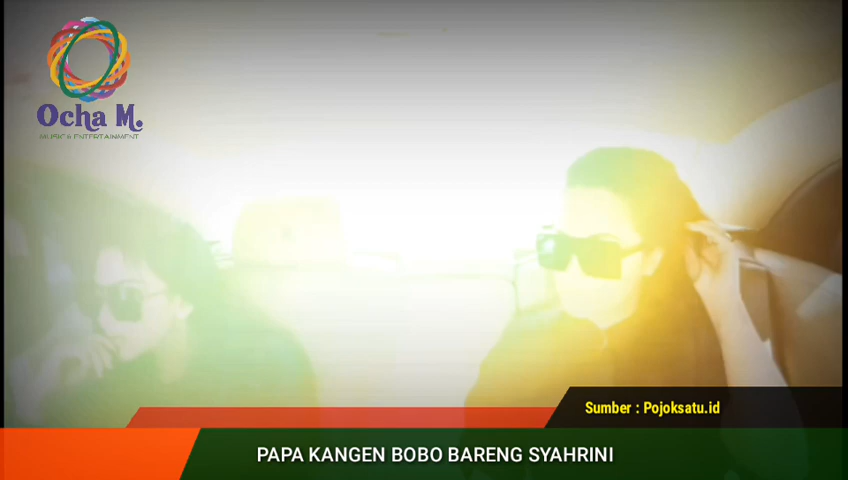 Ocha M.
MUSIC & ENTERTAINMENT
Sumber : Pojoksatu.id
PAPA KANGEN BOBO BARENG SYAHRINI